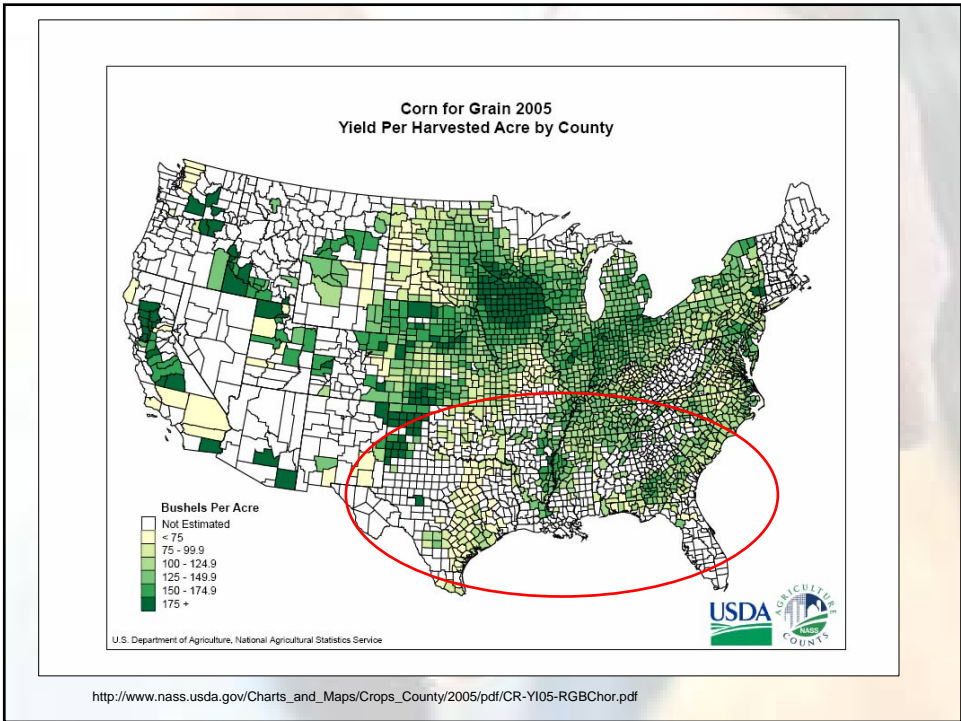 Corn for Grain 2005
Yield Per Harvested Acre by County
Bushels Per Acre
Not Estimated
< 75
75 - 99.9
100 - 124.9
125 - 149.9
150 - 174.9
175 +
USDA
AGRICULTURE
NASS
COUNTS
U.S. Department of Agriculture, National Agricultural Statistics Service
http://www.nass.usda.gov/Charts_and_Maps/Crops_County/2005/pdf/CR-YI05-RGBChor.pdf